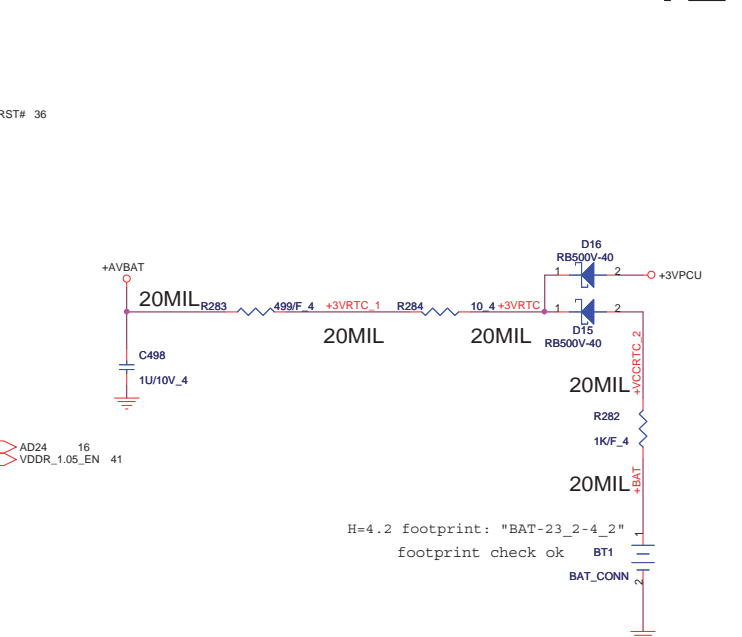 RST# 36
D16
RB500V-40
1
2
+3VPCU
+AVBAT
20MIL
R283
499/F_4
+3VRTC_1
R284
10_4
+3VRTC
1
2
20MIL
20MIL
D15
RB500V-40
C498
1U/10V_4
+VCCRTC_2
20MIL
R282
1K/F_4
AD24 16
VDDR_1.05_EN 41
20MIL
+BAT
H=4.2 footprint: "BAT-23_2-4_2"
footprint check ok
1
BT1
BAT_CONN
2